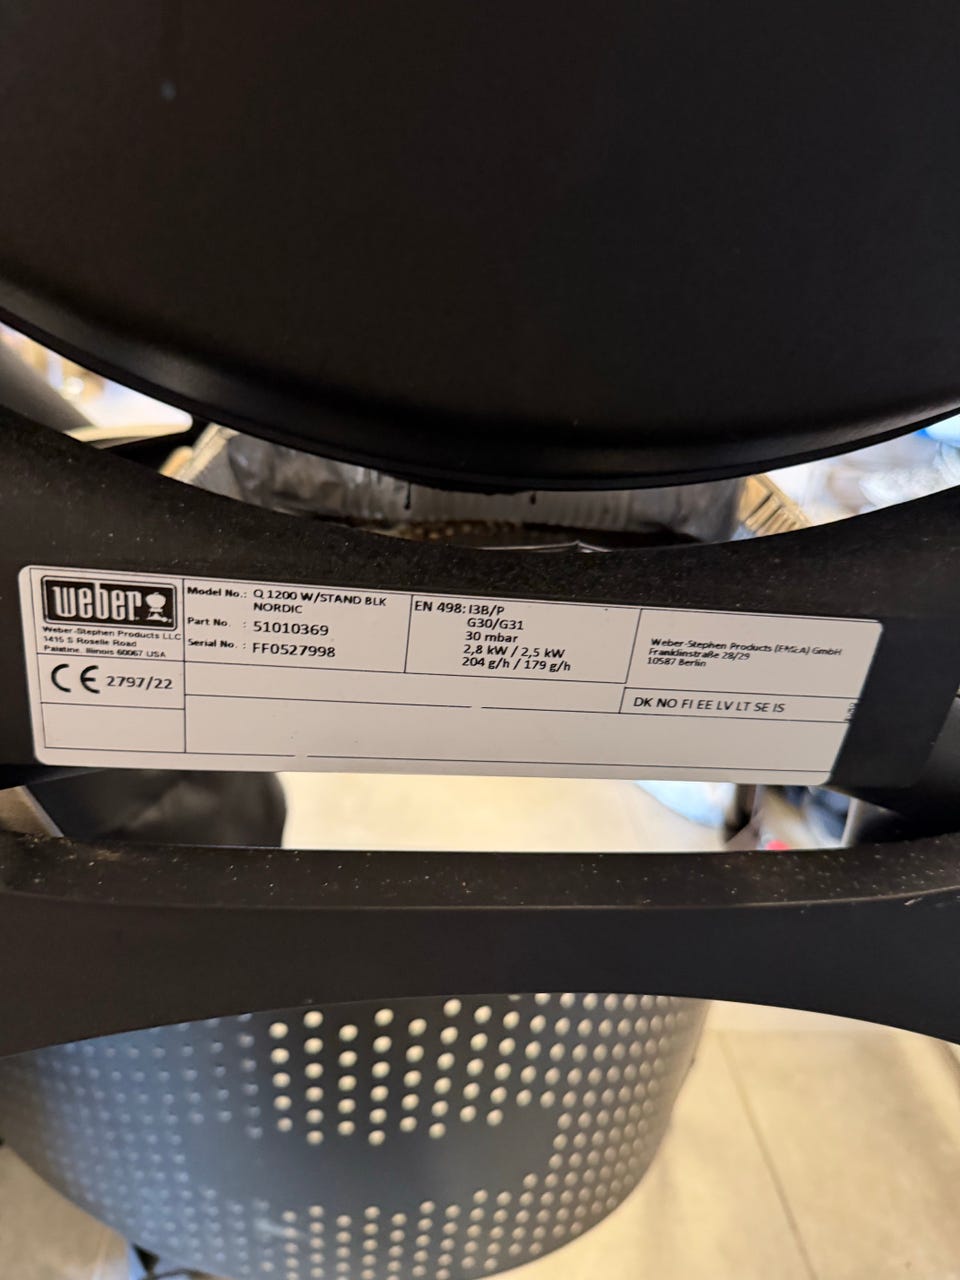 weber
Weber-Stephen Products LLC
1415 S Roselle Road
Palatine, Illinois 60067 USA
CE 2797/22
Model No.: Q 1200 W/STAND BLK
NORDIC
Part No. : 51010369
Serial No. : FF0527998
EN 498: I3B/P
G30/G31
30 mbar
2,8 kW / 2,5 kW
204 g/h / 179 g/h
Weber-Stephen Products (EMEA) GmbH
Franklinstraße 28/29
10587 Berlin
DK NO FI EE LV LT SE IS